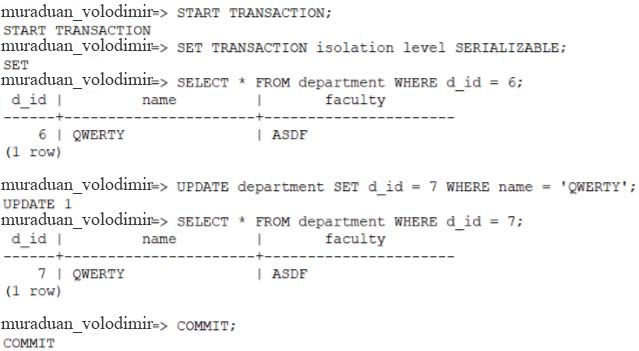 muraduan_volodimir=> START TRANSACTION;
START TRANSACTION
muraduan_volodimir=> SET TRANSACTION isolation level SERIALIZABLE;
SET
muraduan_volodimir=> SELECT * FROM department WHERE d_id = 6;
d_id | name | faculty
------+------------------------+----------------------
6 | QWERTY | ASDF
(1 row)
muraduan_volodimir=> UPDATE department SET d_id = 7 WHERE name = 'QWERTY';
UPDATE 1
muraduan_volodimir=> SELECT * FROM department WHERE d_id = 7;
d_id | name | faculty
------+------------------------+----------------------
7 | QWERTY | ASDF
(1 row)
muraduan_volodimir=> COMMIT;
COMMIT